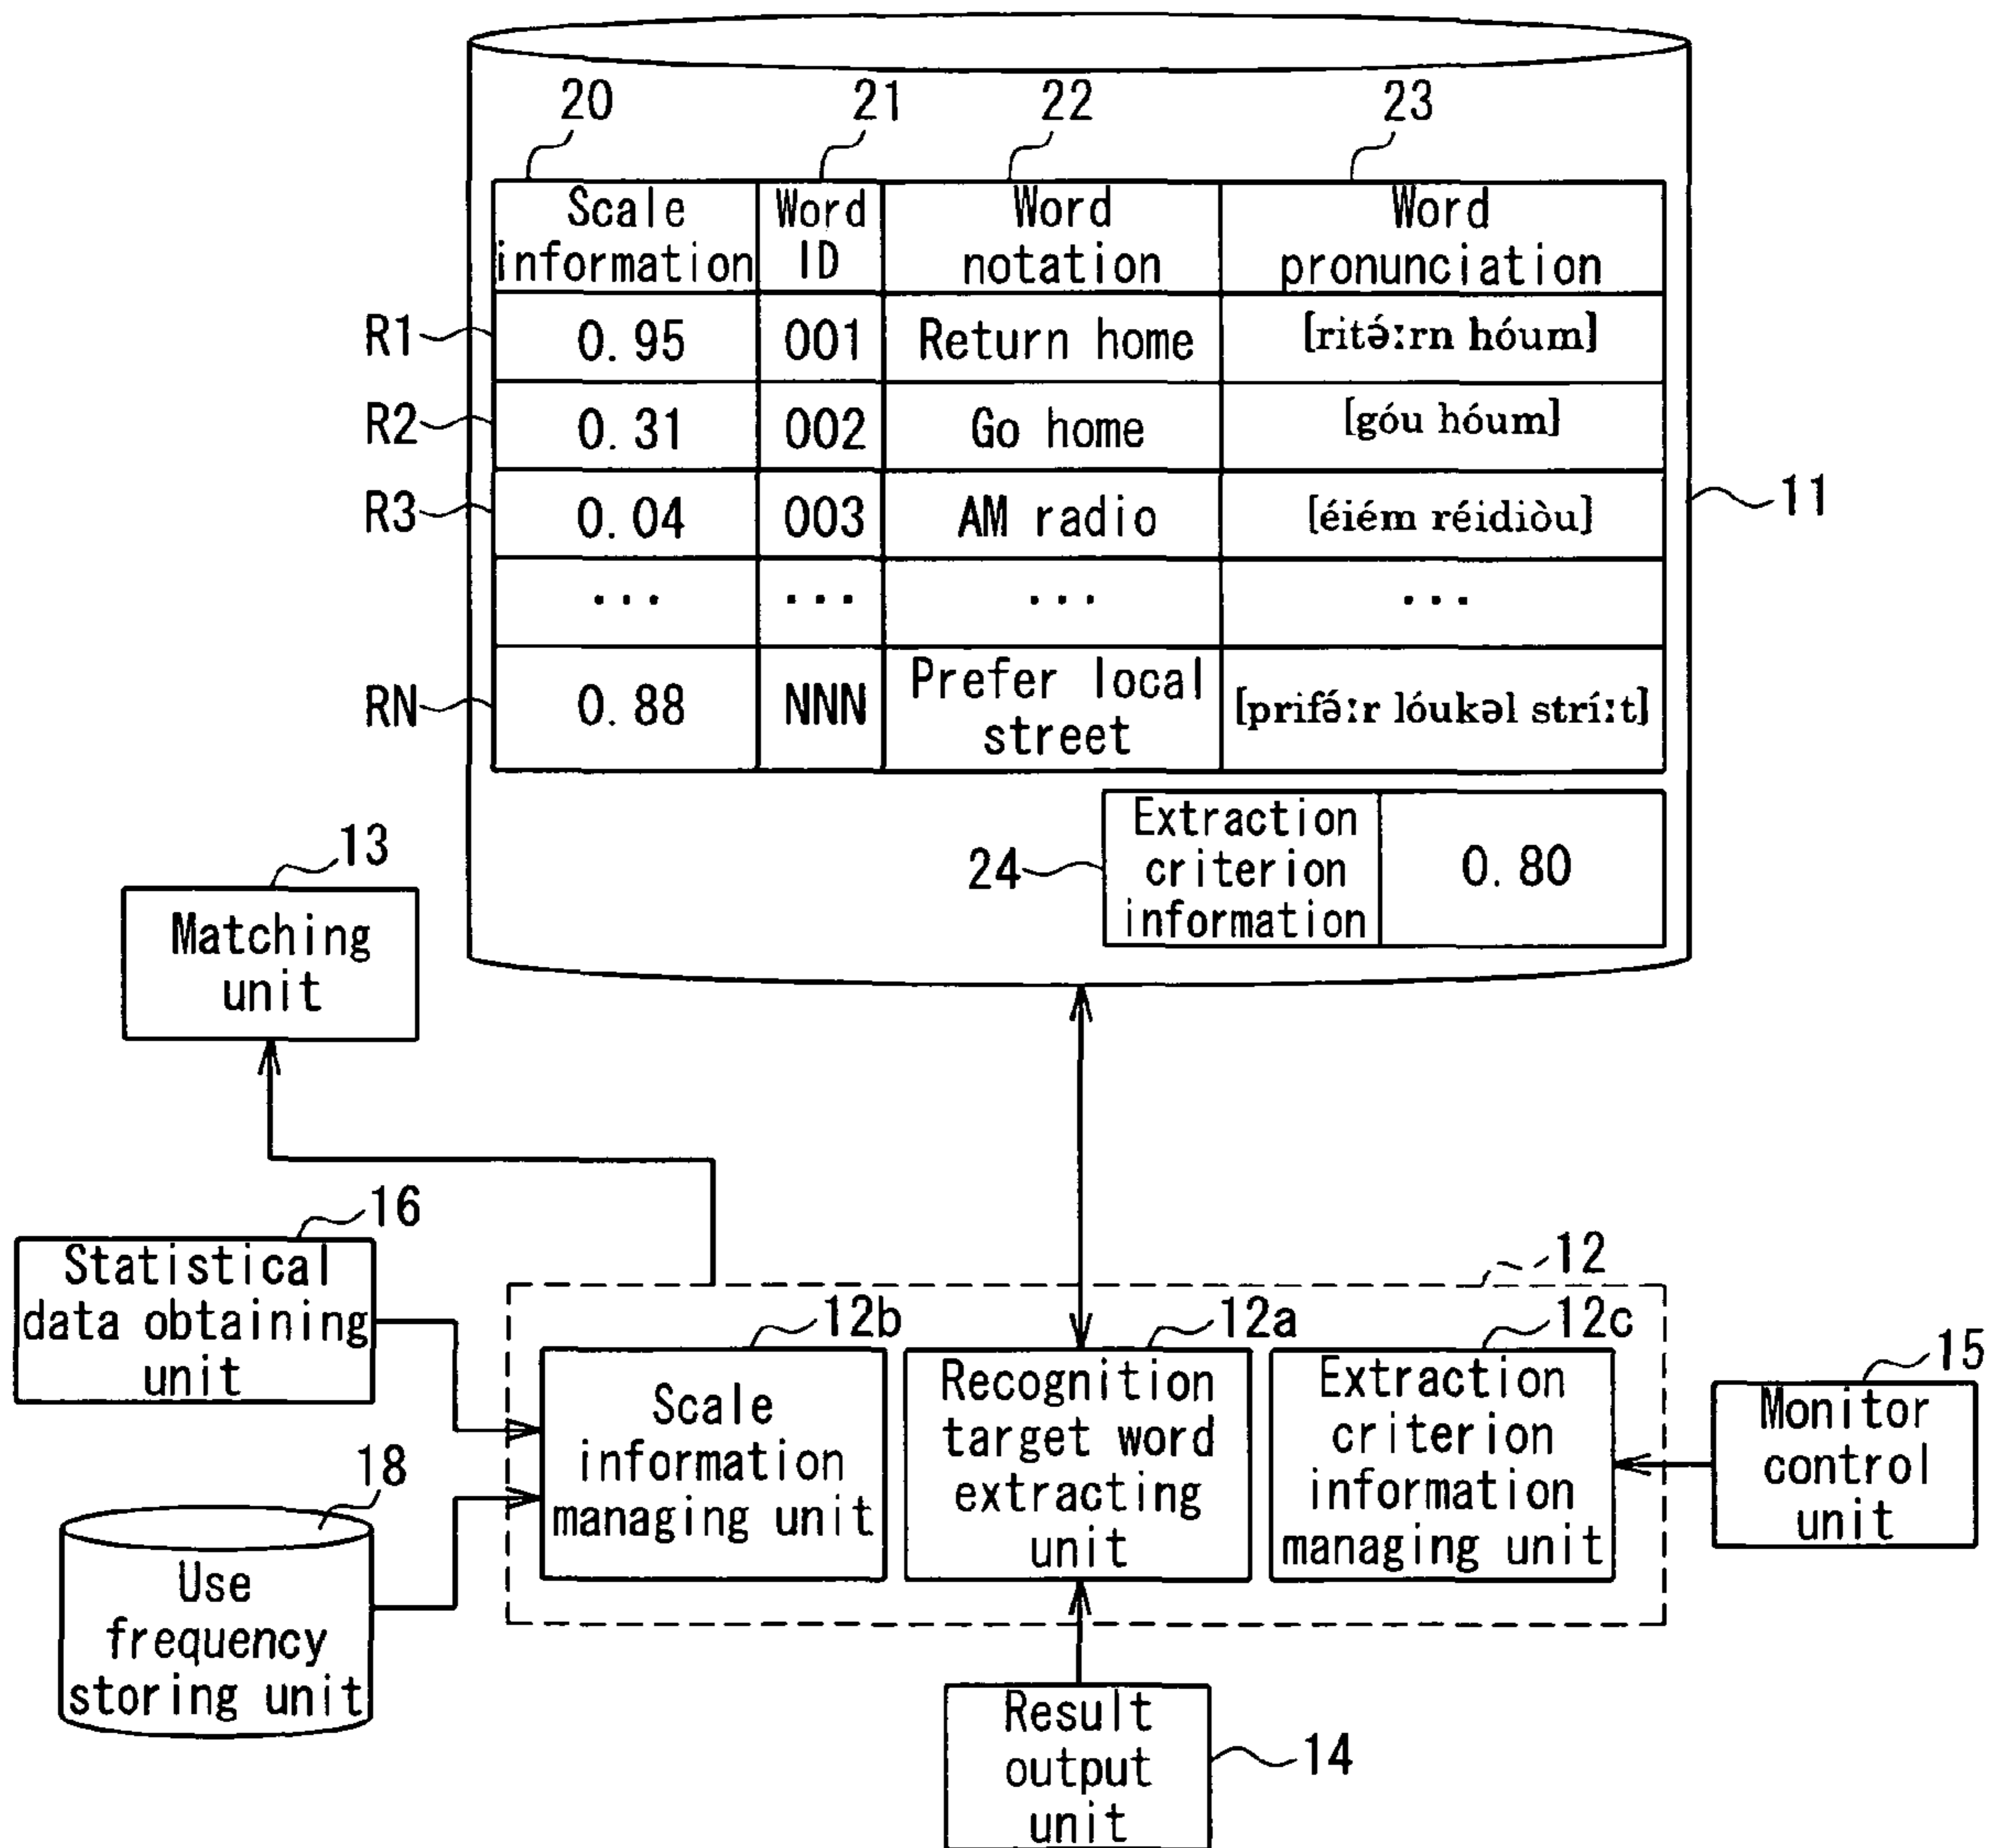 20 21 22 23
Scale information Word ID Word notation Word pronunciation
R1 0.95 001 Return home [ritə́ːrn hóum]
R2 0.31 002 Go home [góu hóum]
R3 0.04 003 AM radio [éiém réidiòu]
... ... ... ...
RN 0.88 NNN Prefer local street [prifə́ːr lóukəl stríːt]
11
24 Extraction criterion information 0.80
13
Matching
unit
16
Statistical
data obtaining
unit
18
Use
frequency
storing unit
12
12b
Scale
information
managing unit
12a
Recognition
target word
extracting
unit
12c
Extraction
criterion
information
managing unit
15
Monitor
control
unit
Result
output
unit
14